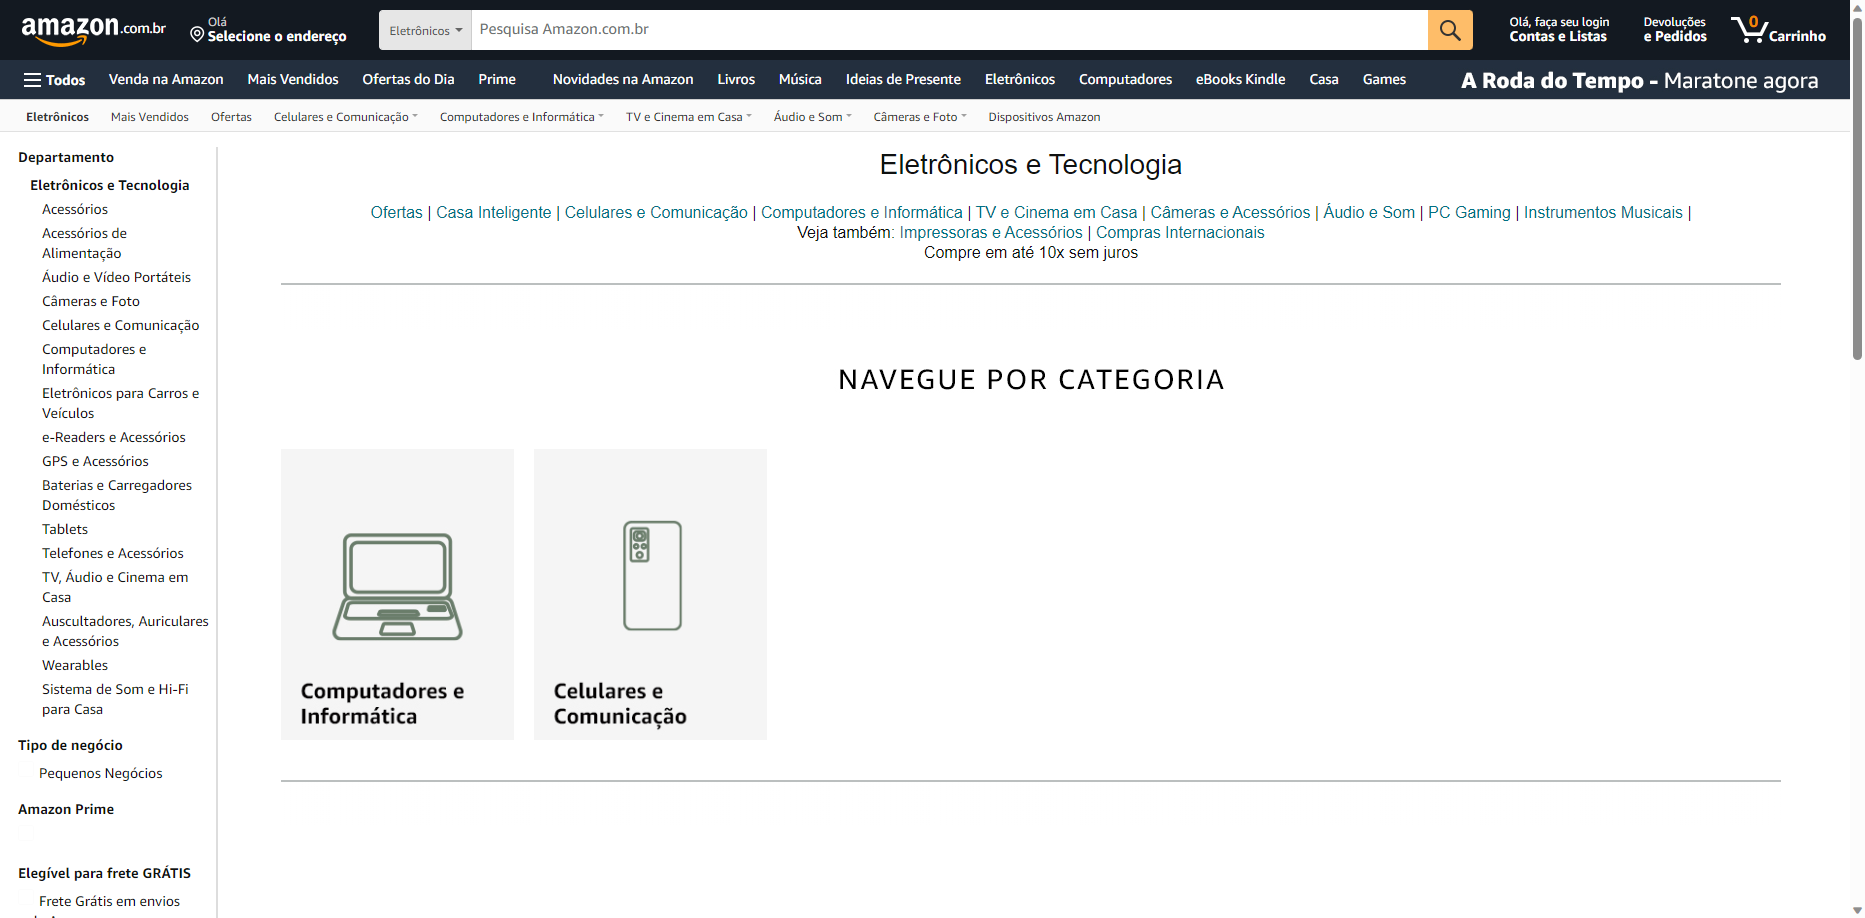 amazon.com.br
Olá
Selecione o endereço
Eletrônicos
Pesquisa Amazon.com.br
Olá, faça seu login
Contas e Listas
Devoluções
e Pedidos
0
Carrinho
Todos
Venda na Amazon
Mais Vendidos
Ofertas do Dia
Prime
Novidades na Amazon
Livros
Música
Ideias de Presente
Eletrônicos
Computadores
eBooks Kindle
Casa
Games
A Roda do Tempo - Maratone agora
Eletrônicos
Mais Vendidos
Ofertas
Celulares e Comunicação
Computadores e Informática
TV e Cinema em Casa
Áudio e Som
Câmeras e Foto
Dispositivos Amazon
Departamento
Eletrônicos e Tecnologia
Acessórios
Acessórios de
Alimentação
Áudio e Vídeo Portáteis
Câmeras e Foto
Celulares e Comunicação
Computadores e
Informática
Eletrônicos para Carros e
Veículos
e-Readers e Acessórios
GPS e Acessórios
Baterias e Carregadores
Domésticos
Tablets
Telefones e Acessórios
TV, Áudio e Cinema em
Casa
Auscultadores, Auriculares
e Acessórios
Wearables
Sistema de Som e Hi-Fi
para Casa
Tipo de negócio
Pequenos Negócios
Amazon Prime
Elegível para frete GRÁTIS
Frete Grátis em envios
Eletrônicos e Tecnologia
Ofertas | Casa Inteligente | Celulares e Comunicação | Computadores e Informática | TV e Cinema em Casa | Câmeras e Acessórios | Áudio e Som | PC Gaming | Instrumentos Musicais |
Veja também: Impressoras e Acessórios | Compras Internacionais
Compre em até 10x sem juros
NAVEGUE POR CATEGORIA
Computadores e
Informática
Celulares e
Comunicação